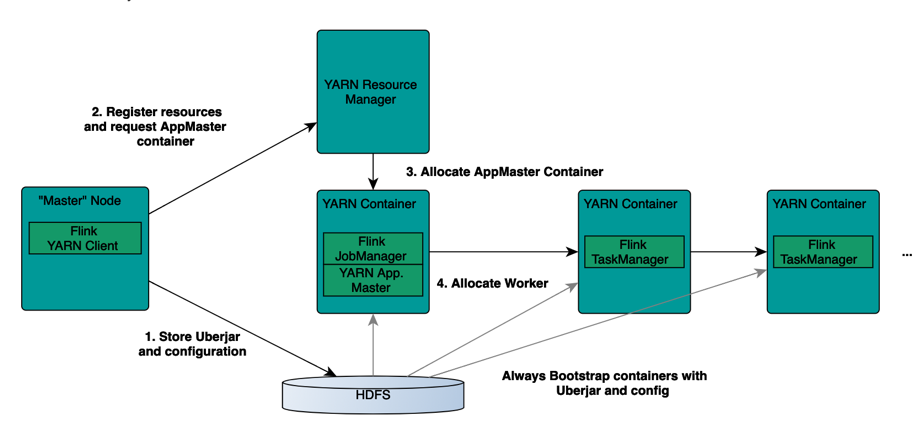 YARN Resource
Manager
2. Register resources
and request AppMaster
container
3. Allocate AppMaster Container
"Master" Node
Flink
YARN Client
YARN Container
Flink
JobManager
YARN App.
Master
YARN Container
Flink
TaskManager
YARN Container
Flink
TaskManager
...
4. Allocate Worker
1. Store Uberjar
and configuration
Always Bootstrap containers with
Uberjar and config
HDFS